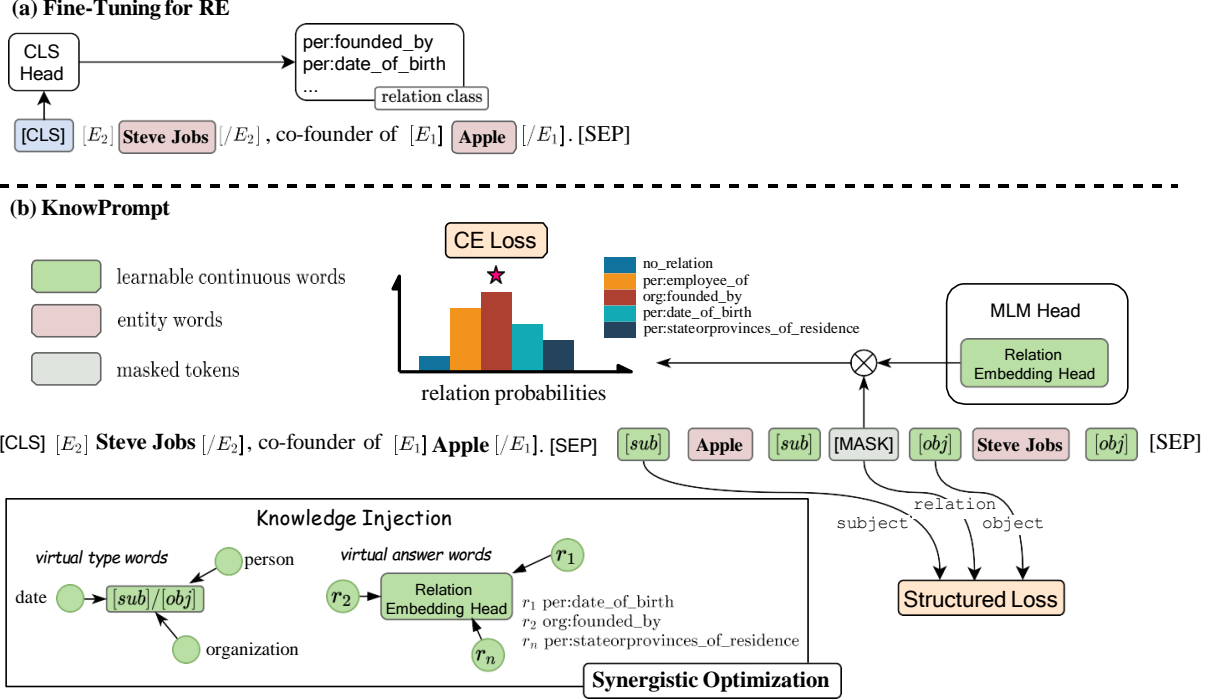 (a) Fine-Tuning for RE
CLS
Head
per:founded_by
per:date_of_birth
...
relation class
[CLS] [E₂] Steve Jobs [/E₂] , co-founder of [E₁] Apple [/E₁]. [SEP]
(b) KnowPrompt
learnable continuous words
entity words
masked tokens
CE Loss
relation probabilities
no_relation
per:employee_of
org:founded_by
per:date_of_birth
per:stateorprovinces_of_residence
MLM Head
Relation
Embedding Head
[CLS] [E₂] Steve Jobs [/E₂], co-founder of [E₁] Apple [/E₁]. [SEP] [sub] Apple [sub] [MASK] [obj] Steve Jobs [obj] [SEP]
subject
relation
object
Structured Loss
Knowledge Injection
virtual type words
person
date
[sub]/[obj]
organization
virtual answer words
r₁
r₂
Relation
Embedding Head
rₙ
r₁ per:date_of_birth
r₂ org:founded_by
rₙ per:stateorprovinces_of_residence
Synergistic Optimization